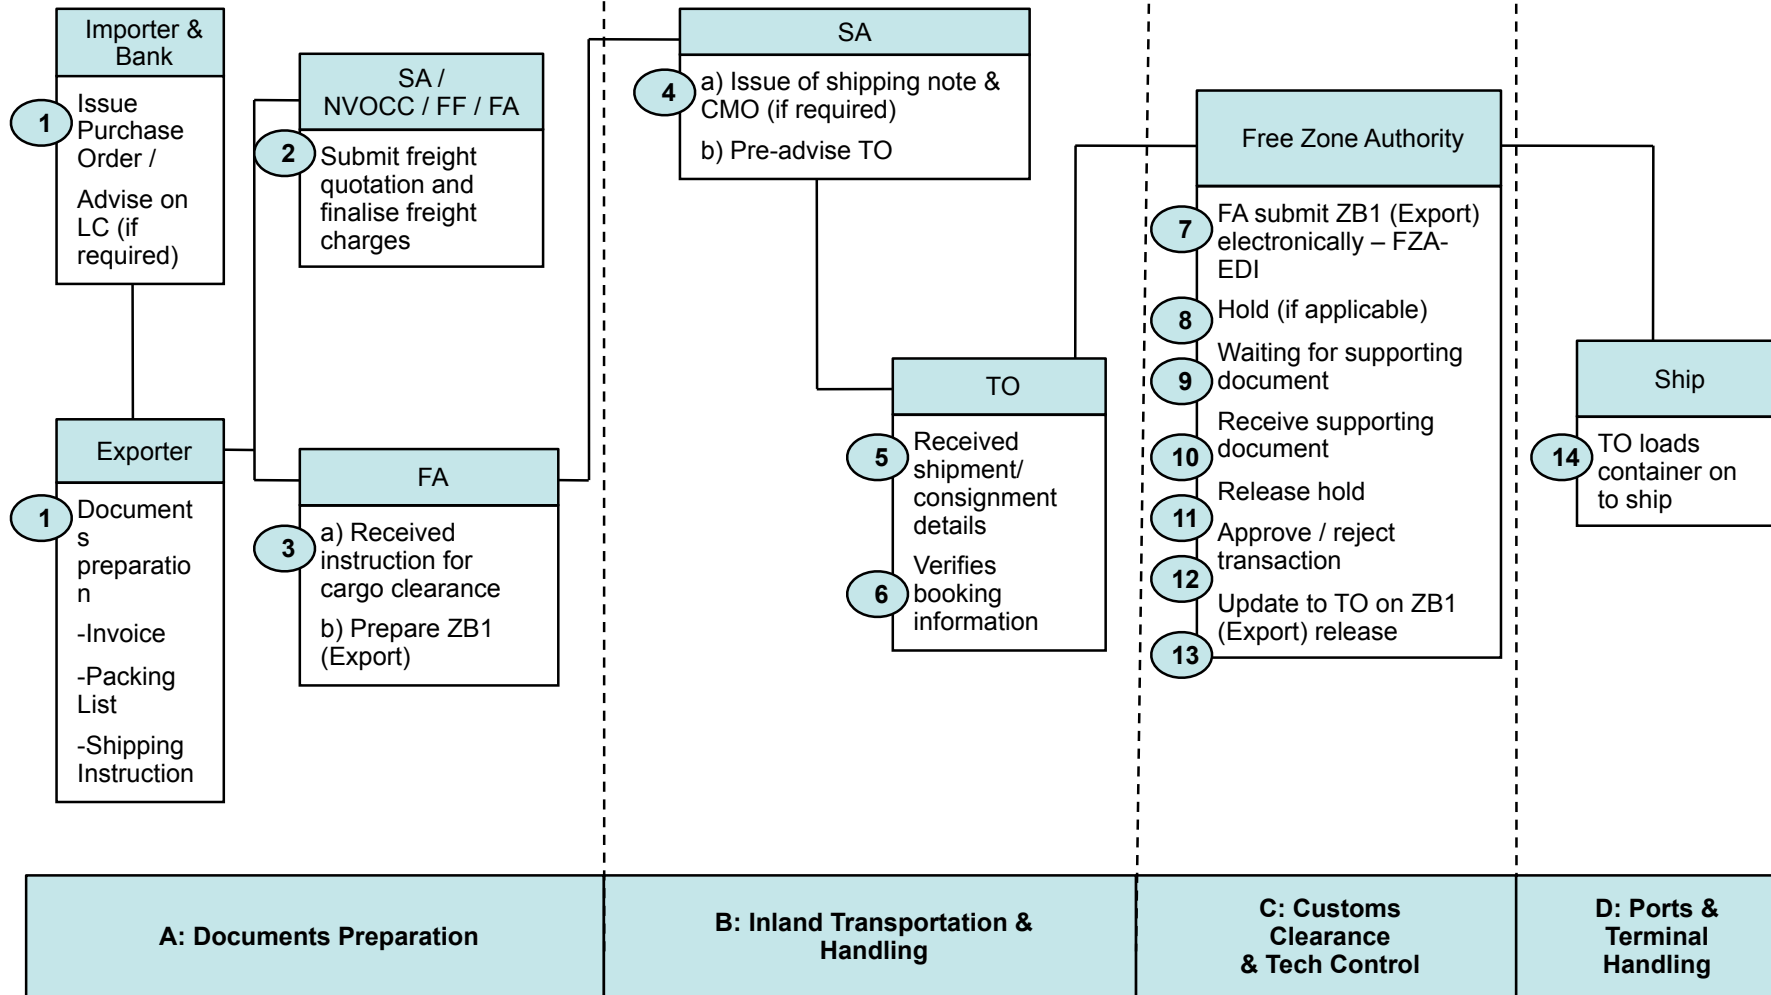 Importer &
Bank
1
Issue
Purchase
Order /
Advise on
LC (if
required)
Exporter
1
Document
s
preparatio
n
-Invoice
-Packing
List
-Shipping
Instruction
SA /
NVOCC / FF / FA
2
Submit freight
quotation and
finalise freight
charges
FA
3
a) Received
instruction for
cargo clearance
b) Prepare ZB1
(Export)
SA
4
a) Issue of shipping note &
CMO (if required)
b) Pre-advise TO
TO
5
Received
shipment/
consignment
details
6
Verifies
booking
information
Free Zone Authority
7
FA submit ZB1 (Export)
electronically – FZA-
EDI
8
Hold (if applicable)
9
Waiting for supporting
document
10
Receive supporting
document
11
Release hold
12
Approve / reject
transaction
13
Update to TO on ZB1
(Export) release
Ship
14
TO loads
container on
to ship
A: Documents Preparation
B: Inland Transportation &
Handling
C: Customs
Clearance
& Tech Control
D: Ports &
Terminal
Handling